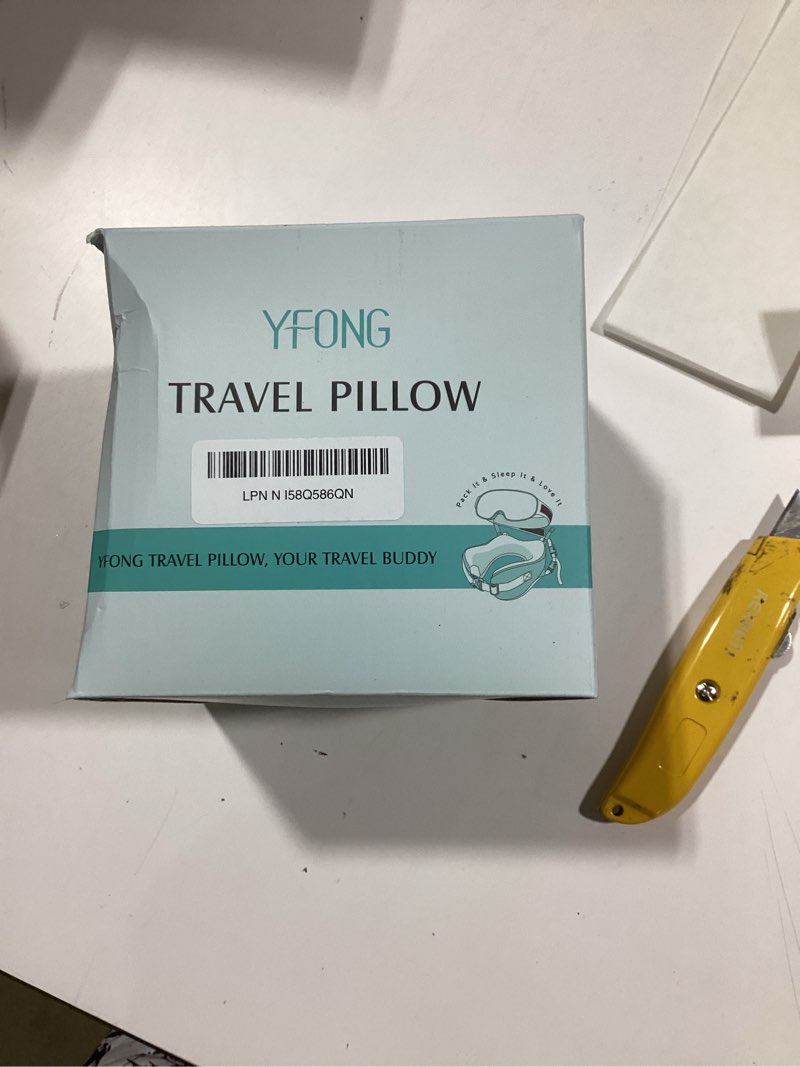 YFONG
TRAVEL PILLOW
LPN N I58Q586QN
Pack it & Sleep it & Love it
YFONG TRAVEL PILLOW, YOUR TRAVEL BUDDY